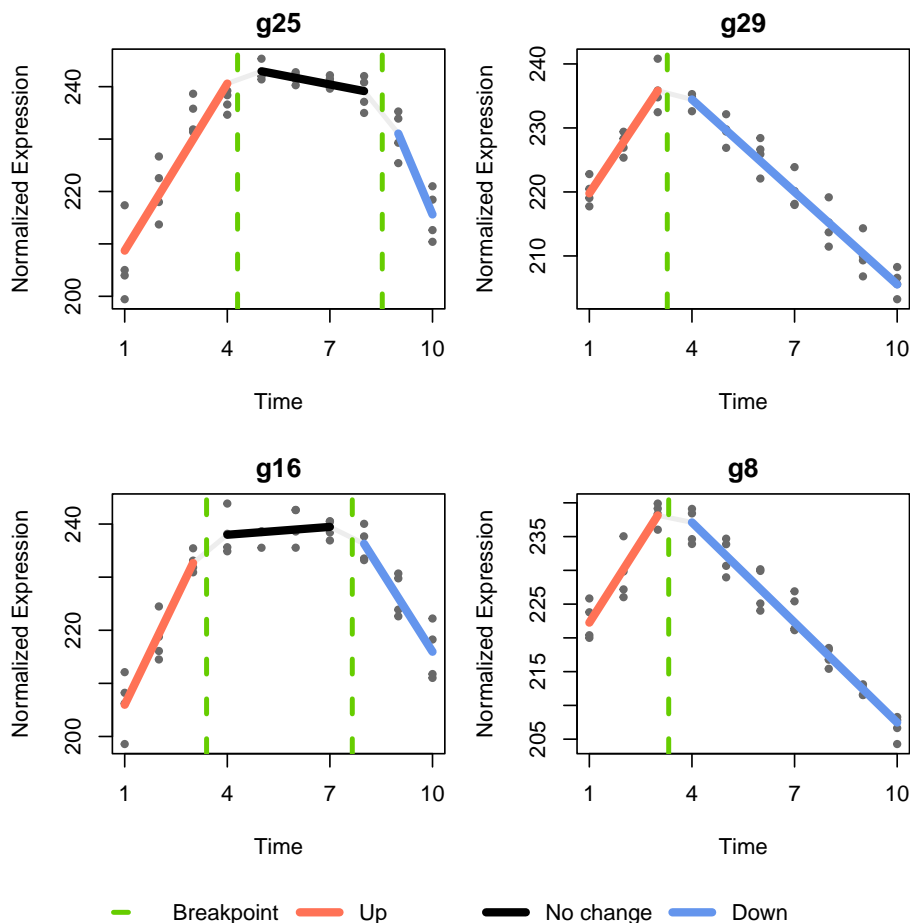 g25
Normalized Expression
200
220
240
1 4 7 10
Time
g29
Normalized Expression
210
220
230
240
1 4 7 10
Time
g16
Normalized Expression
200
220
240
1 4 7 10
Time
g8
Normalized Expression
205
215
225
235
1 4 7 10
Time
Breakpoint Up No change Down